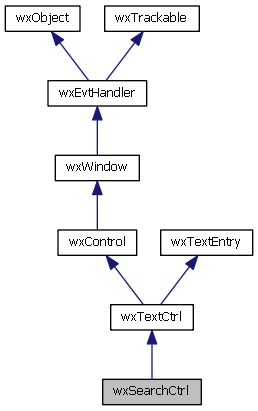 wxObject
wxTrackable
wxEvtHandler
wxWindow
wxControl
wxTextEntry
wxTextCtrl
wxSearchCtrl